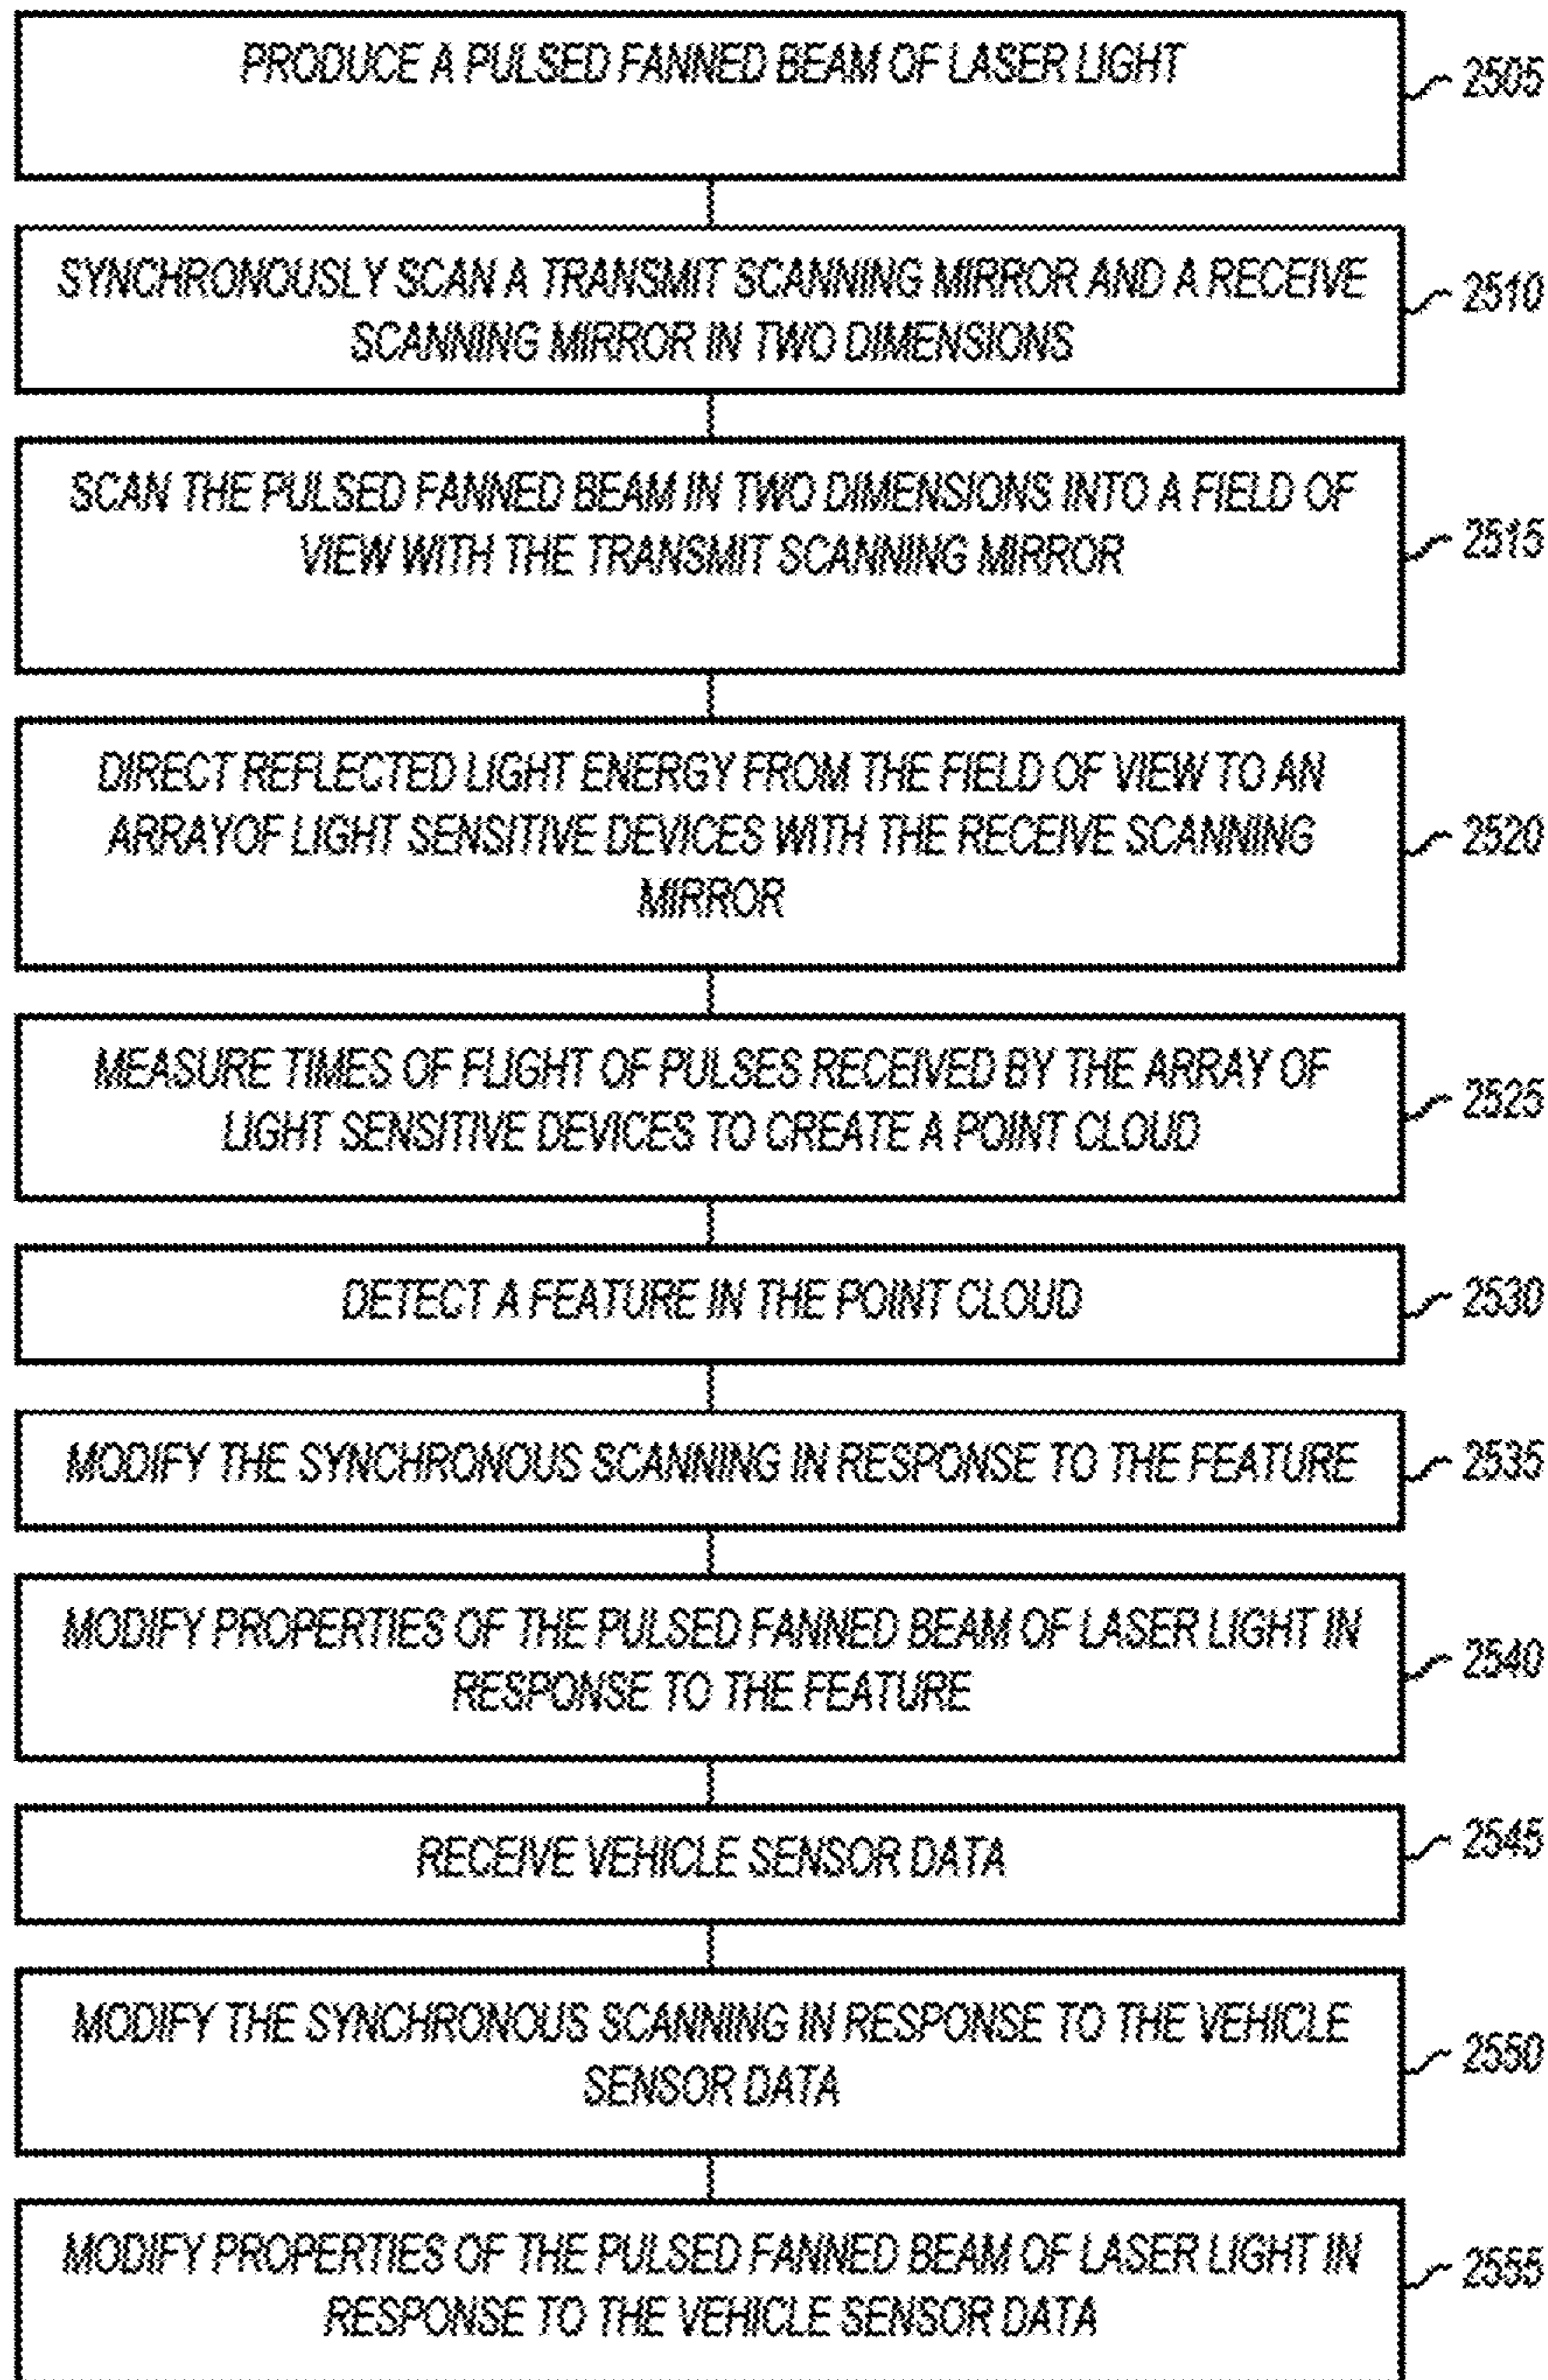 PRODUCE A PULSED FANNED BEAM OF LASER LIGHT
2505
SYNCHRONOUSLY SCAN A TRANSMIT SCANNING MIRROR AND A RECEIVE
SCANNING MIRROR IN TWO DIMENSIONS
2510
SCAN THE PULSED FANNED BEAM IN TWO DIMENSIONS INTO A FIELD OF
VIEW WITH THE TRANSMIT SCANNING MIRROR
2515
DIRECT REFLECTED LIGHT ENERGY FROM THE FIELD OF VIEW TO AN
ARRAYOF LIGHT SENSITIVE DEVICES WITH THE RECEIVE SCANNING
MIRROR
2520
MEASURE TIMES OF FLIGHT OF PULSES RECEIVED BY THE ARRAY OF
LIGHT SENSITIVE DEVICES TO CREATE A POINT CLOUD
2525
DETECT A FEATURE IN THE POINT CLOUD
2530
MODIFY THE SYNCHRONOUS SCANNING IN RESPONSE TO THE FEATURE
2535
MODIFY PROPERTIES OF THE PULSED FANNED BEAM OF LASER LIGHT IN
RESPONSE TO THE FEATURE
2540
RECEIVE VEHICLE SENSOR DATA
2545
MODIFY THE SYNCHRONOUS SCANNING IN RESPONSE TO THE VEHICLE
SENSOR DATA
2550
MODIFY PROPERTIES OF THE PULSED FANNED BEAM OF LASER LIGHT IN
RESPONSE TO THE VEHICLE SENSOR DATA
2555